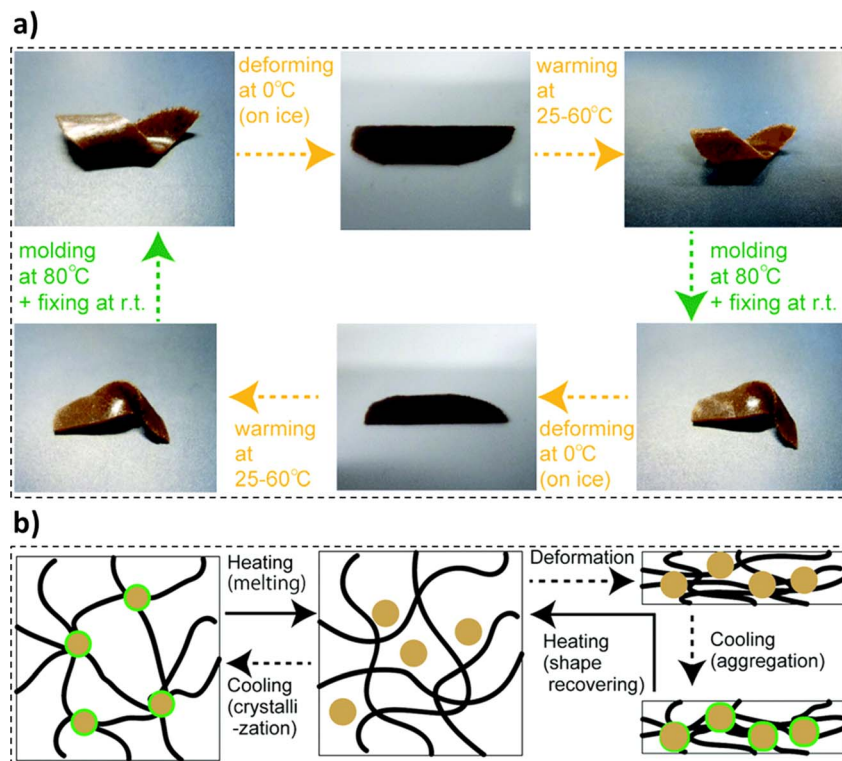 a)
deforming
at 0°C
(on ice)
warming
at
25-60°C
molding
at 80°C
+ fixing at r.t.
molding
at 80°C
+ fixing at r.t.
warming
at
25-60°C
deforming
at 0°C
(on ice)
b)
Heating
(melting)
Cooling
(crystalli
-zation)
Deformation
Heating
(shape
recovering)
Cooling
(aggregation)